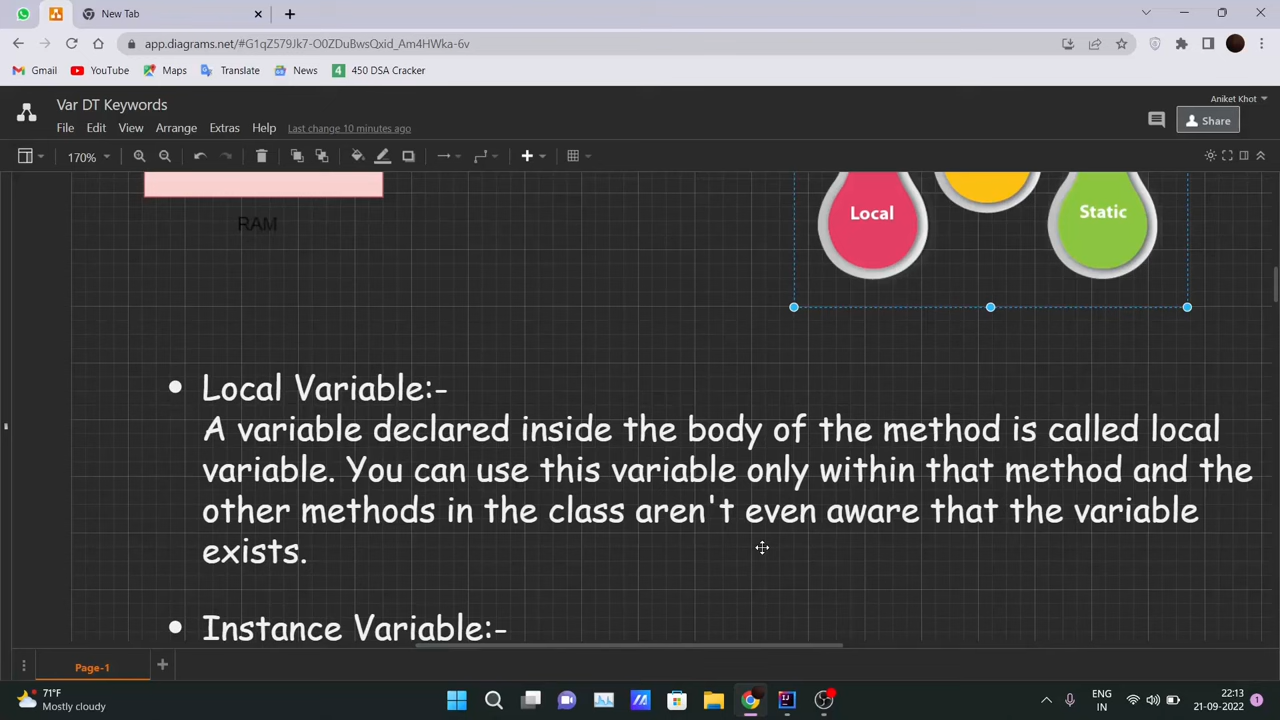 New Tab
app.diagrams.net/#G1qZ579Jk7-O0ZDuBwsQxid_Am4HWka-6v
Gmail YouTube Maps Translate News 4 450 DSA Cracker
Var DT Keywords
Aniket Khot
File Edit View Arrange Extras Help Last change 10 minutes ago
Share
170%
RAM
Local
Static
• Local Variable:-
A variable declared inside the body of the method is called local
variable. You can use this variable only within that method and the
other methods in the class aren't even aware that the variable
exists.
• Instance Variable:-
Page-1
71°F
Mostly cloudy
ENG
IN
22:13
21-09-2022
1